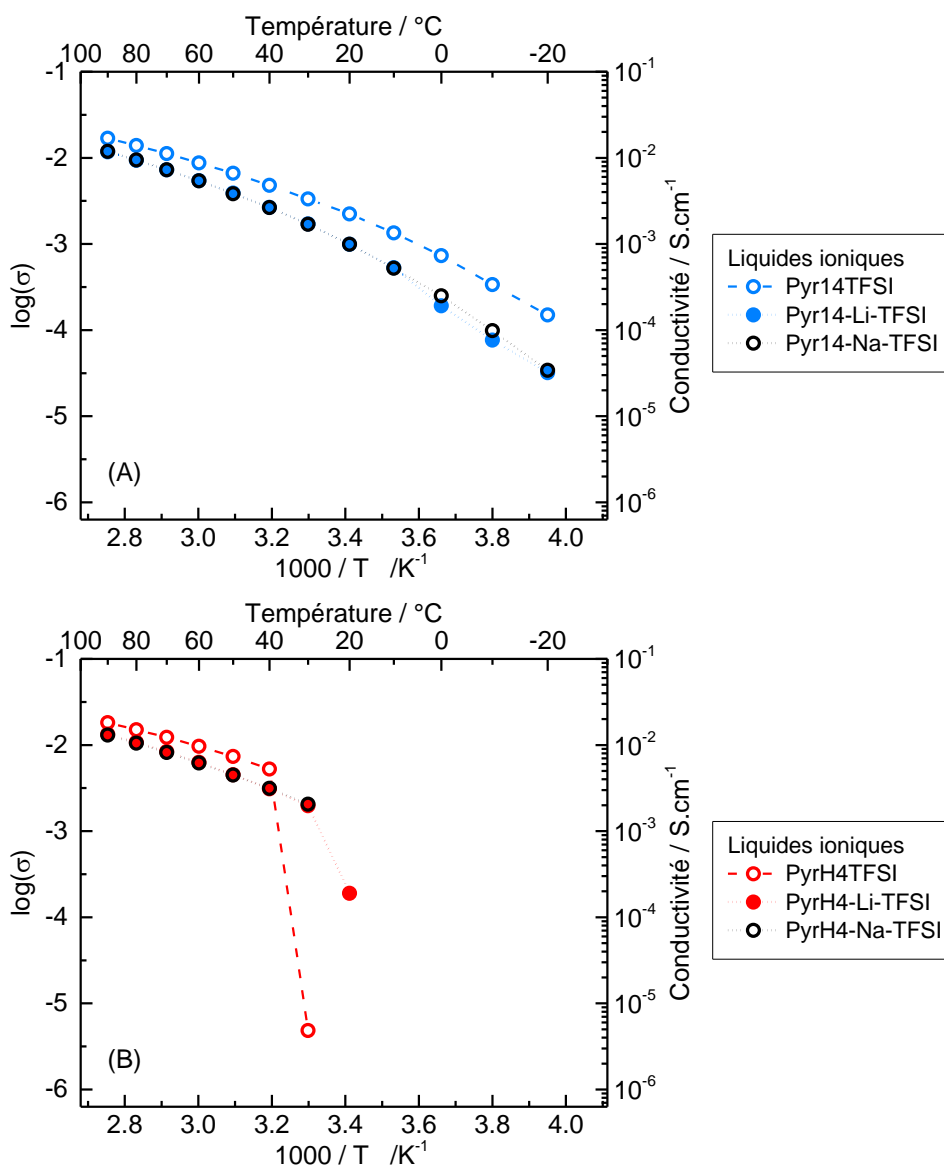 Température / °C
100 80 60 40 20 0 -20
-1
-2
-3
-4
-5
-6
log(σ)
10-1
10-2
10-3
10-4
10-5
10-6
Conductivité / S.cm-1
(A)
2.8 3.0 3.2 3.4 3.6 3.8 4.0
1000 / T /K-1
Liquides ioniques
Pyr14TFSI
Pyr14-Li-TFSI
Pyr14-Na-TFSI
Température / °C
100 80 60 40 20 0 -20
-1
-2
-3
-4
-5
-6
log(σ)
10-1
10-2
10-3
10-4
10-5
10-6
Conductivité / S.cm-1
(B)
2.8 3.0 3.2 3.4 3.6 3.8 4.0
1000 / T /K-1
Liquides ioniques
PyrH4TFSI
PyrH4-Li-TFSI
PyrH4-Na-TFSI